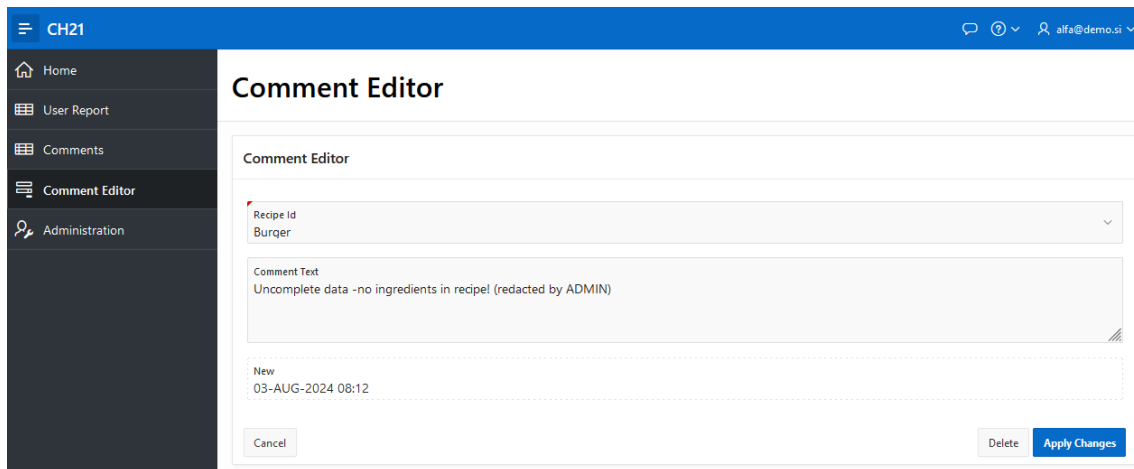 CH21
alfa@demo.si
Home
User Report
Comments
Comment Editor
Administration
Comment Editor
Comment Editor
Recipe Id
Burger
Comment Text
Uncomplete data -no ingredients in recipe! (redacted by ADMIN)
New
03-AUG-2024 08:12
Cancel
Delete
Apply Changes